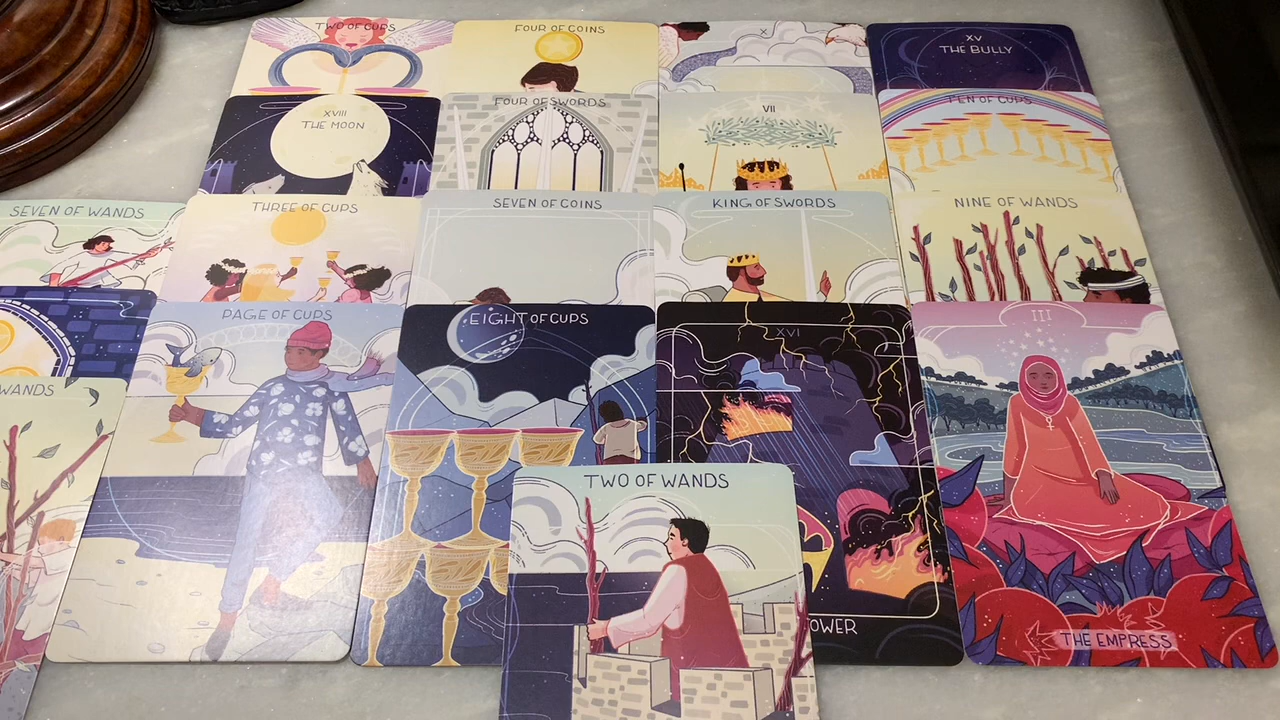 TWO OF CUPS
FOUR OF COINS
X
XV
THE BULLY
XVIII
THE MOON
FOUR OF SWORDS
VII
TEN OF CUPS
SEVEN OF WANDS
THREE OF CUPS
SEVEN OF COINS
KING OF SWORDS
NINE OF WANDS
PAGE OF CUPS
EIGHT OF CUPS
XVI
III
WANDS
TWO OF WANDS
OWER
THE EMPRESS